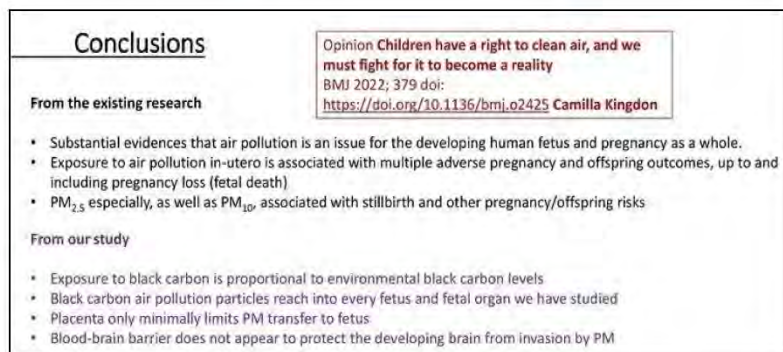 Conclusions
Opinion Children have a right to clean air, and we
must fight for it to become a reality
BMJ 2022; 379 doi:
https://doi.org/10.1136/bmj.o2425 Camilla Kingdon
From the existing research
• Substantial evidences that air pollution is an issue for the developing human fetus and pregnancy as a whole.
• Exposure to air pollution in-utero is associated with multiple adverse pregnancy and offspring outcomes, up to and
including pregnancy loss (fetal death)
• PM2.5 especially, as well as PM10, associated with stillbirth and other pregnancy/offspring risks
From our study
• Exposure to black carbon is proportional to environmental black carbon levels
• Black carbon air pollution particles reach into every fetus and fetal organ we have studied
• Placenta only minimally limits PM transfer to fetus
• Blood-brain barrier does not appear to protect the developing brain from invasion by PM